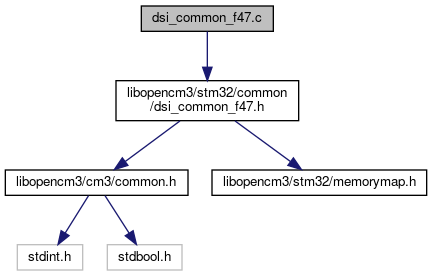 dsi_common_f47.c
libopencm3/stm32/common
/dsi_common_f47.h
libopencm3/cm3/common.h
libopencm3/stm32/memorymap.h
stdint.h
stdbool.h